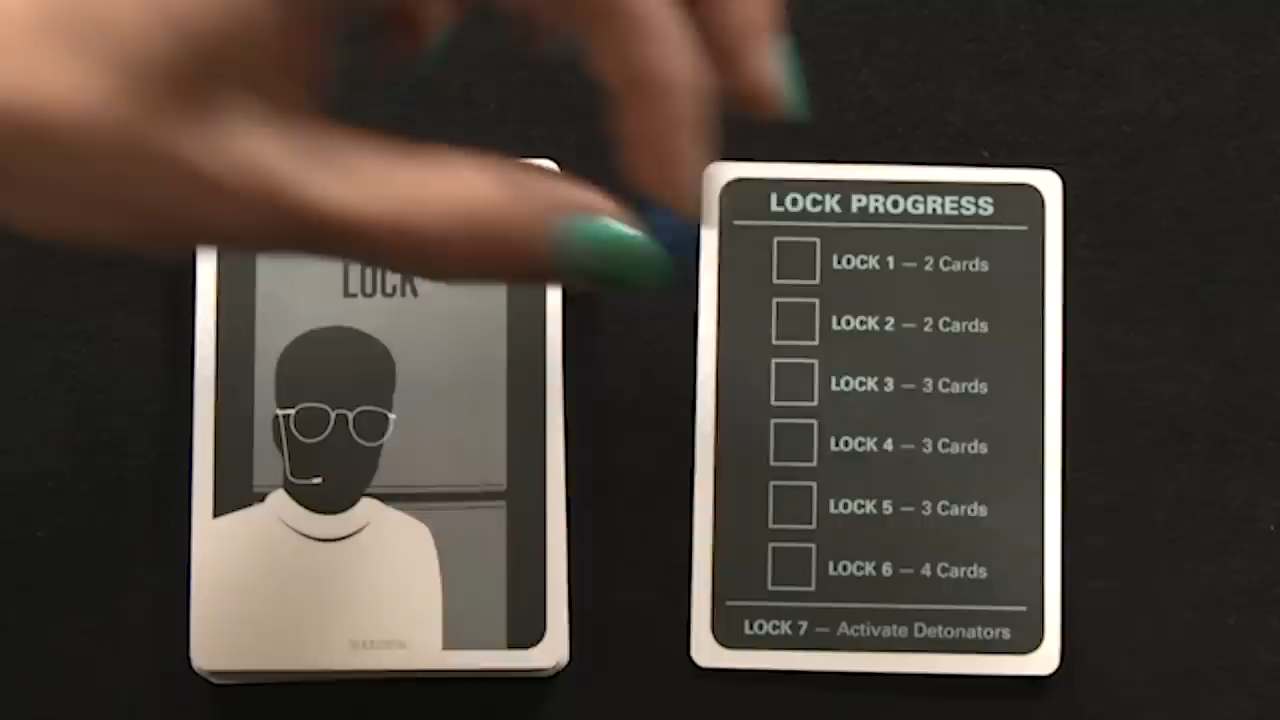 LOCK
LOCK PROGRESS
LOCK 1 — 2 Cards
LOCK 2 — 2 Cards
LOCK 3 — 3 Cards
LOCK 4 — 3 Cards
LOCK 5 — 3 Cards
LOCK 6 — 4 Cards
LOCK 7 — Activate Detonators